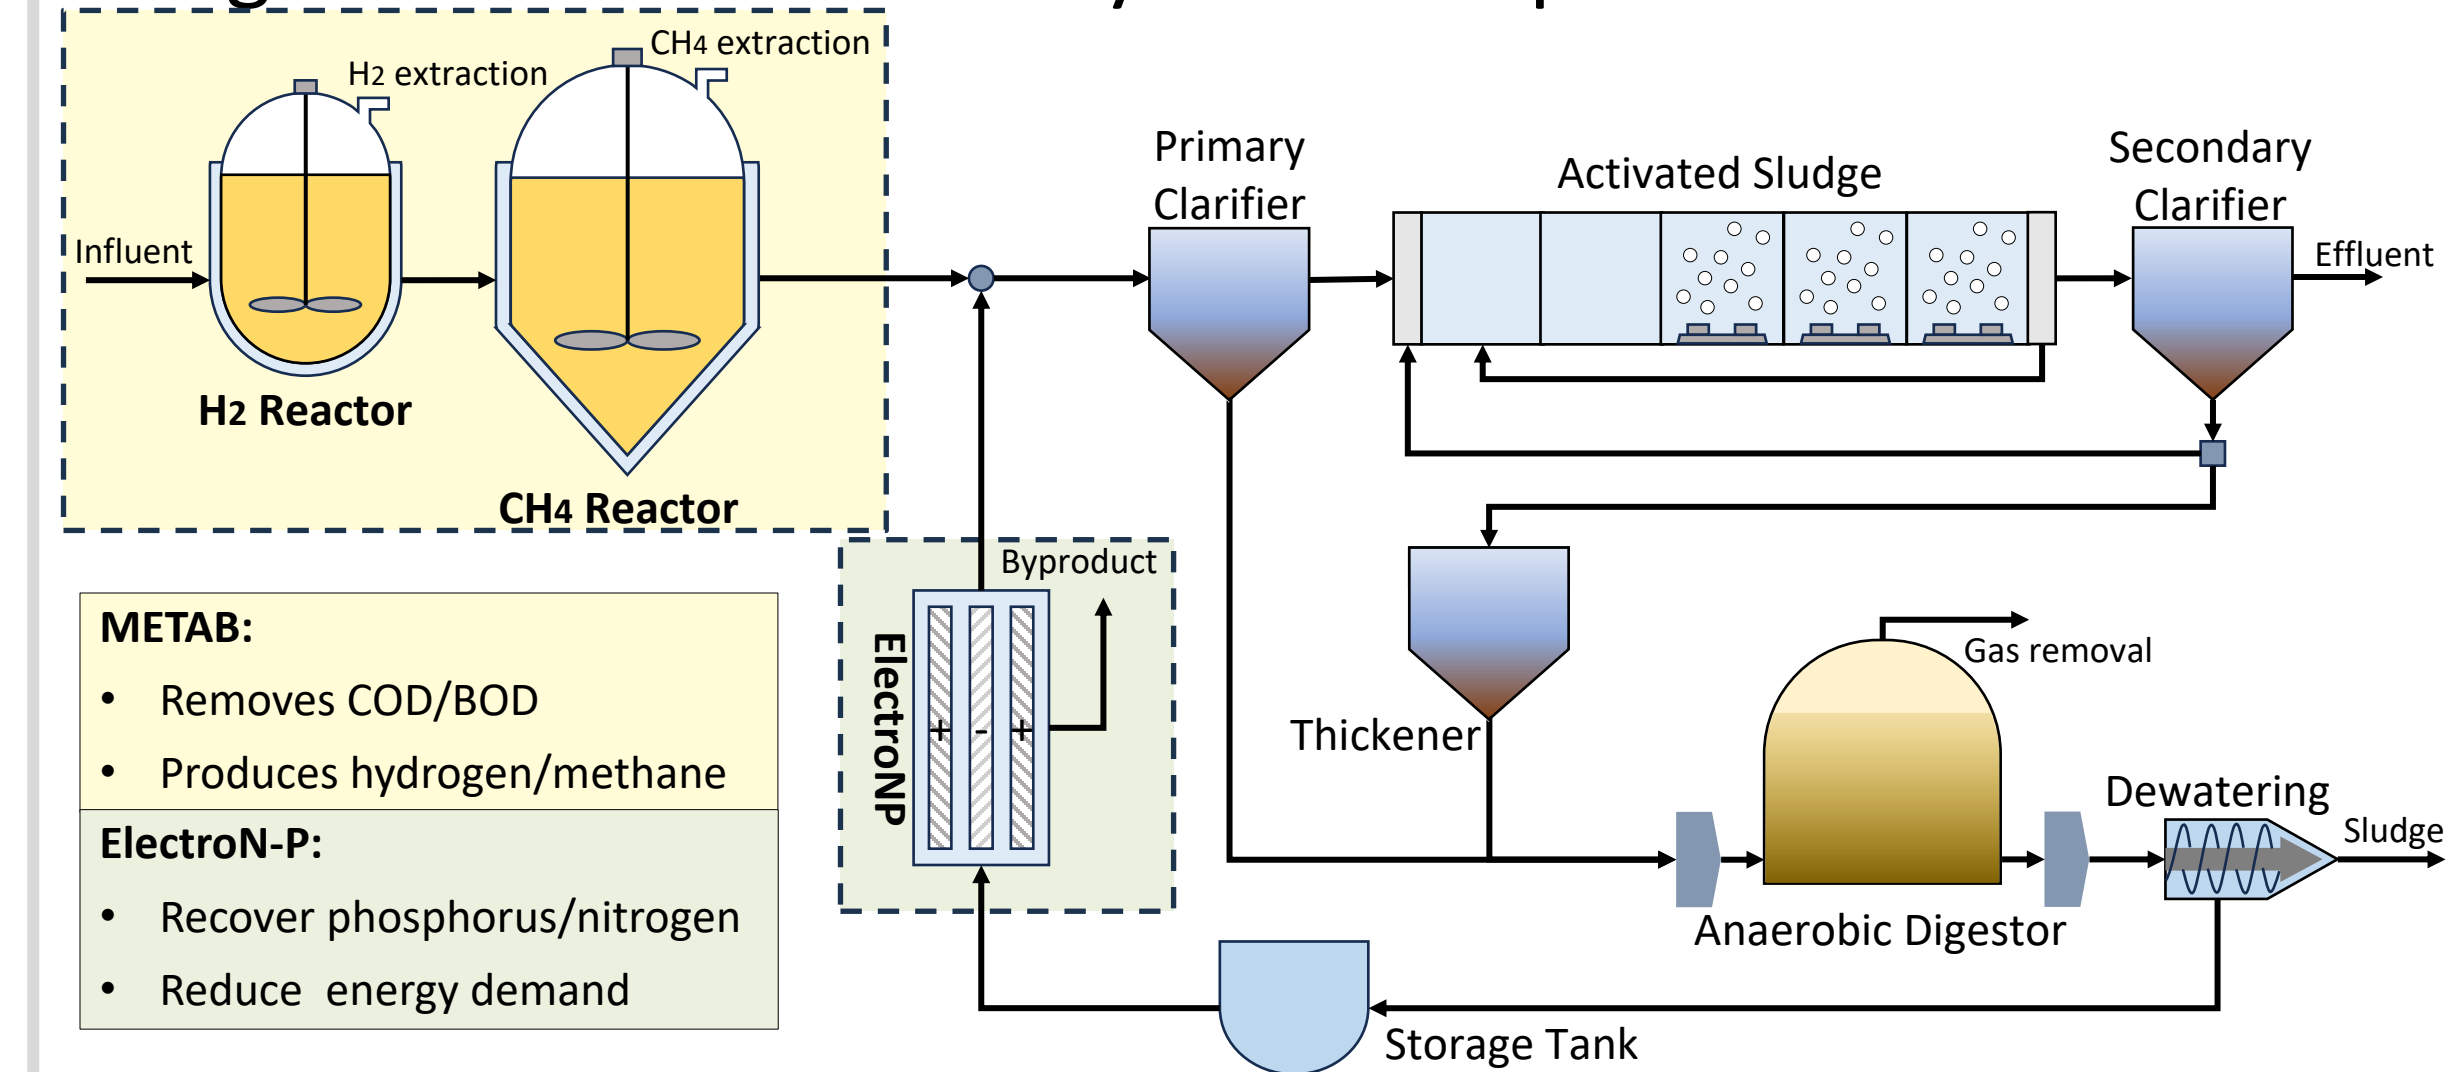 CH4 extraction
H2 extraction
Influent
H2 Reactor
CH4 Reactor
Primary
Clarifier
Activated Sludge
Secondary
Clarifier
Effluent
Byproduct
ElectroNP
+ - +
Thickener
Gas removal
Anaerobic Digestor
Dewatering
Sludge
Storage Tank
METAB:
• Removes COD/BOD
• Produces hydrogen/methane
ElectroN-P:
• Recover phosphorus/nitrogen
• Reduce energy demand